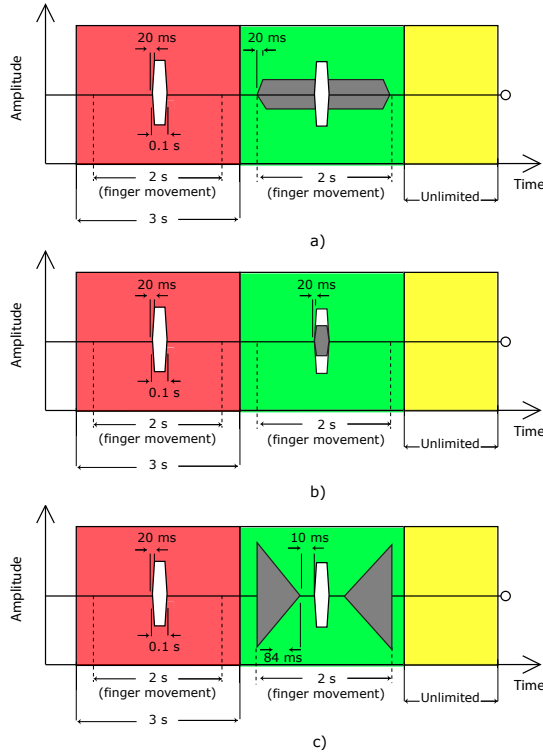 Amplitude
20 ms
20 ms
0.1 s
2 s
2 s
(finger movement)
(finger movement)
Unlimited
Time
3 s
a)
Amplitude
20 ms
20 ms
0.1 s
2 s
2 s
(finger movement)
(finger movement)
Unlimited
Time
3 s
b)
Amplitude
20 ms
10 ms
0.1 s
84 ms
2 s
2 s
(finger movement)
(finger movement)
Unlimited
Time
3 s
c)